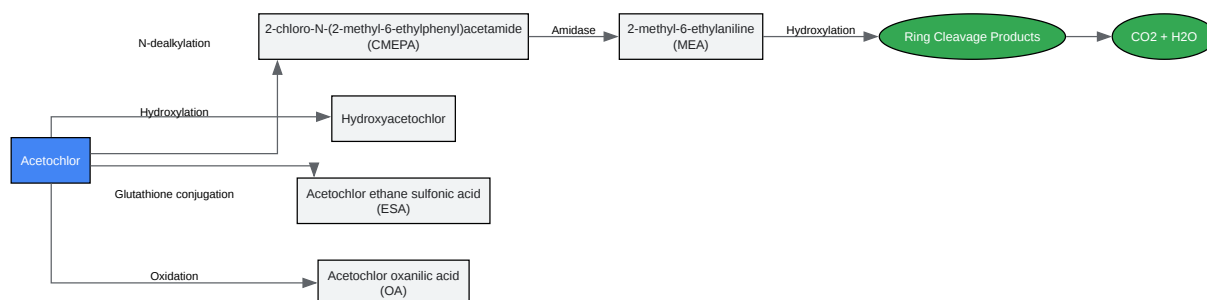 N-dealkylation
2-chloro-N-(2-methyl-6-ethylphenyl)acetamide
(CMEPA)
Amidase
2-methyl-6-ethylaniline
(MEA)
Hydroxylation
Ring Cleavage Products
CO2 + H2O
Hydroxylation
Hydroxyacetochlor
Acetochlor
Glutathione conjugation
Acetochlor ethane sulfonic acid
(ESA)
Oxidation
Acetochlor oxanilic acid
(OA)